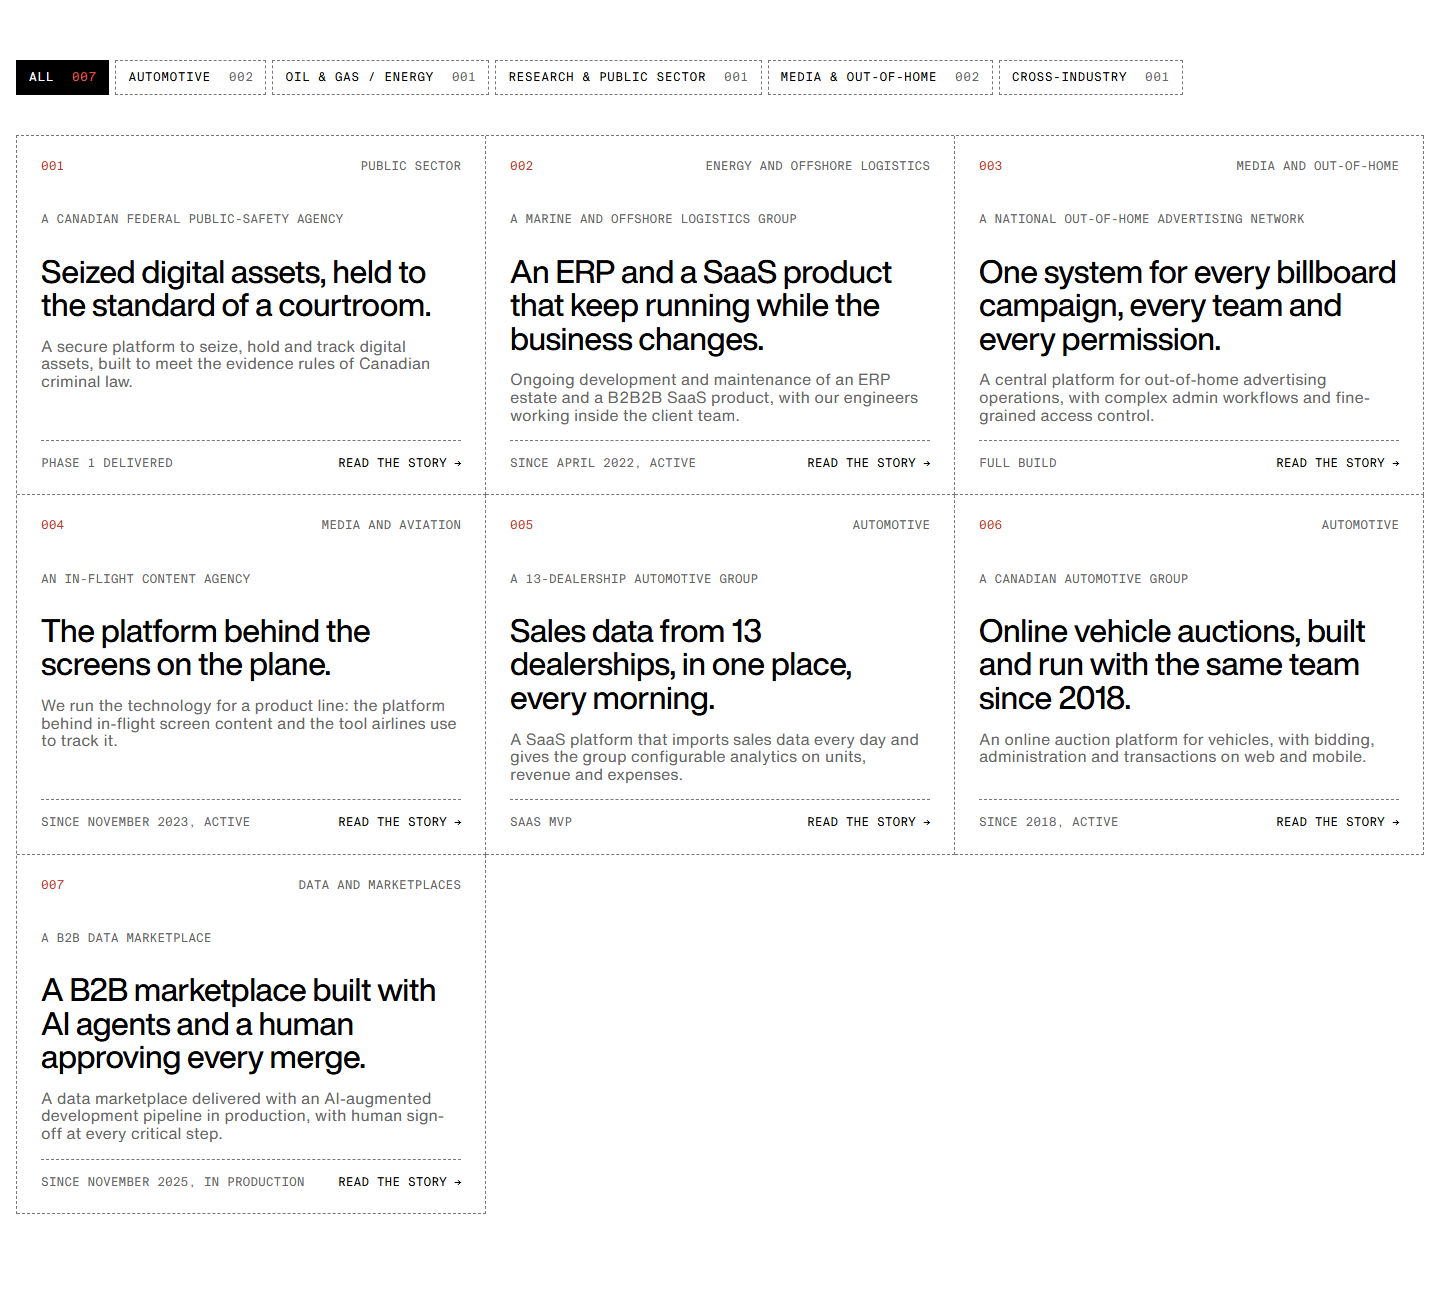 ALL 007
AUTOMOTIVE 002
OIL & GAS / ENERGY 001
RESEARCH & PUBLIC SECTOR 001
MEDIA & OUT-OF-HOME 002
CROSS-INDUSTRY 001
001
PUBLIC SECTOR
A CANADIAN FEDERAL PUBLIC-SAFETY AGENCY
Seized digital assets, held to
the standard of a courtroom.
A secure platform to seize, hold and track digital
assets, built to meet the evidence rules of Canadian
criminal law.
PHASE 1 DELIVERED
READ THE STORY →
002
ENERGY AND OFFSHORE LOGISTICS
A MARINE AND OFFSHORE LOGISTICS GROUP
An ERP and a SaaS product
that keep running while the
business changes.
Ongoing development and maintenance of an ERP
estate and a B2B2B SaaS product, with our engineers
working inside the client team.
SINCE APRIL 2022, ACTIVE
READ THE STORY →
003
MEDIA AND OUT-OF-HOME
A NATIONAL OUT-OF-HOME ADVERTISING NETWORK
One system for every billboard
campaign, every team and
every permission.
A central platform for out-of-home advertising
operations, with complex admin workflows and fine-
grained access control.
FULL BUILD
READ THE STORY →
004
MEDIA AND AVIATION
AN IN-FLIGHT CONTENT AGENCY
The platform behind the
screens on the plane.
We run the technology for a product line: the platform
behind in-flight screen content and the tool airlines use
to track it.
SINCE NOVEMBER 2023, ACTIVE
READ THE STORY →
005
AUTOMOTIVE
A 13-DEALERSHIP AUTOMOTIVE GROUP
Sales data from 13
dealerships, in one place,
every morning.
A SaaS platform that imports sales data every day and
gives the group configurable analytics on units,
revenue and expenses.
SAAS MVP
READ THE STORY →
006
AUTOMOTIVE
A CANADIAN AUTOMOTIVE GROUP
Online vehicle auctions, built
and run with the same team
since 2018.
An online auction platform for vehicles, with bidding,
administration and transactions on web and mobile.
SINCE 2018, ACTIVE
READ THE STORY →
007
DATA AND MARKETPLACES
A B2B DATA MARKETPLACE
A B2B marketplace built with
AI agents and a human
approving every merge.
A data marketplace delivered with an AI-augmented
development pipeline in production, with human sign-
off at every critical step.
SINCE NOVEMBER 2025, IN PRODUCTION
READ THE STORY →